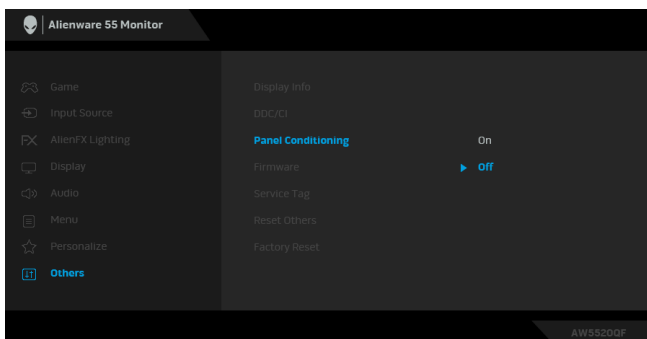 Alienware 55 Monitor
Game
Input Source
FX AlienFX Lighting
Display
Audio
Menu
Personalize
Others
Display Info
DDC/CI
Panel Conditioning On
Firmware Off
Service Tag
Reset Others
Factory Reset
AW5520QF